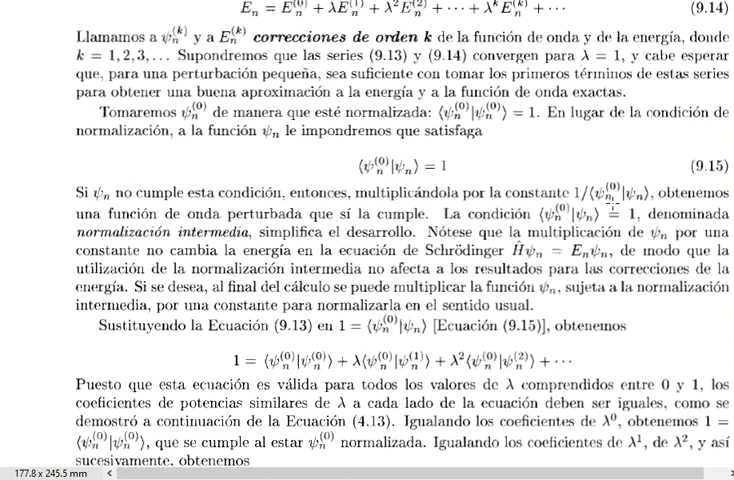 E_n = E_n^{(0)} + λE_n^{(1)} + λ²E_n^{(2)} + ··· + λ^k E_n^{(k)} + ··· (9.14)
Llamamos a ψ_n^{(k)} y a E_n^{(k)} correcciones de orden k de la función de onda y de la energía, donde
k = 1, 2, 3, . . . Supondremos que las series (9.13) y (9.14) convergen para λ = 1, y cabe esperar
que, para una perturbación pequeña, sea suficiente con tomar los primeros términos de estas series
para obtener una buena aproximación a la energía y a la función de onda exactas.
Tomaremos ψ_n^{(0)} de manera que esté normalizada: ⟨ψ_n^{(0)}|ψ_n^{(0)}⟩ = 1. En lugar de la condición de
normalización, a la función ψ_n le impondremos que satisfaga
⟨ψ_n^{(0)}|ψ_n⟩ = 1 (9.15)
Si ψ_n no cumple esta condición, entonces, multiplicándola por la constante 1/⟨ψ_n^{(0)}|ψ_n⟩, obtenemos
una función de onda perturbada que sí la cumple. La condición ⟨ψ_n^{(0)}|ψ_n⟩ = 1, denominada
normalización intermedia, simplifica el desarrollo. Nótese que la multiplicación de ψ_n por una
constante no cambia la energía en la ecuación de Schrödinger Ĥψ_n = E_nψ_n, de modo que la
utilización de la normalización intermedia no afecta a los resultados para las correcciones de la
energía. Si se desea, al final del cálculo se puede multiplicar la función ψ_n, sujeta a la normalización
intermedia, por una constante para normalizarla en el sentido usual.
Sustituyendo la Ecuación (9.13) en 1 = ⟨ψ_n^{(0)}|ψ_n⟩ [Ecuación (9.15)], obtenemos
1 = ⟨ψ_n^{(0)}|ψ_n^{(0)}⟩ + λ⟨ψ_n^{(0)}|ψ_n^{(1)}⟩ + λ²⟨ψ_n^{(0)}|ψ_n^{(2)}⟩ + ···
Puesto que esta ecuación es válida para todos los valores de λ comprendidos entre 0 y 1, los
coeficientes de potencias similares de λ a cada lado de la ecuación deben ser iguales, como se
demostró a continuación de la Ecuación (4.13). Igualando los coeficientes de λ⁰, obtenemos 1 =
⟨ψ_n^{(0)}|ψ_n^{(0)}⟩, que se cumple al estar ψ_n^{(0)} normalizada. Igualando los coeficientes de λ¹, de λ², y así
sucesivamente, obtenemos
177.8 x 245.5 mm